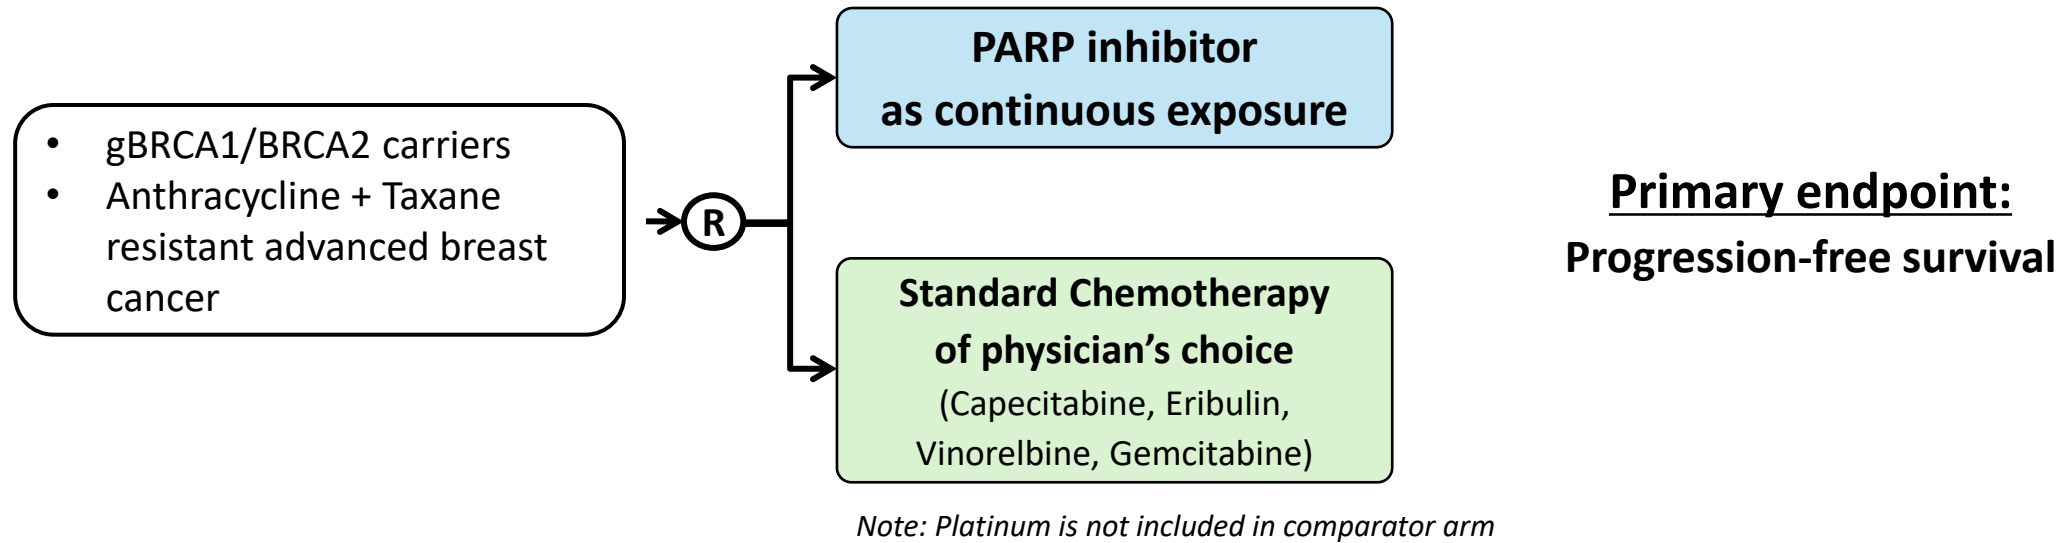 • gBRCA1/BRCA2 carriers
• Anthracycline + Taxane
resistant advanced breast
cancer
R
PARP inhibitor
as continuous exposure
Standard Chemotherapy
of physician’s choice
(Capecitabine, Eribulin,
Vinorelbine, Gemcitabine)
Note: Platinum is not included in comparator arm
Primary endpoint:
Progression-free survival